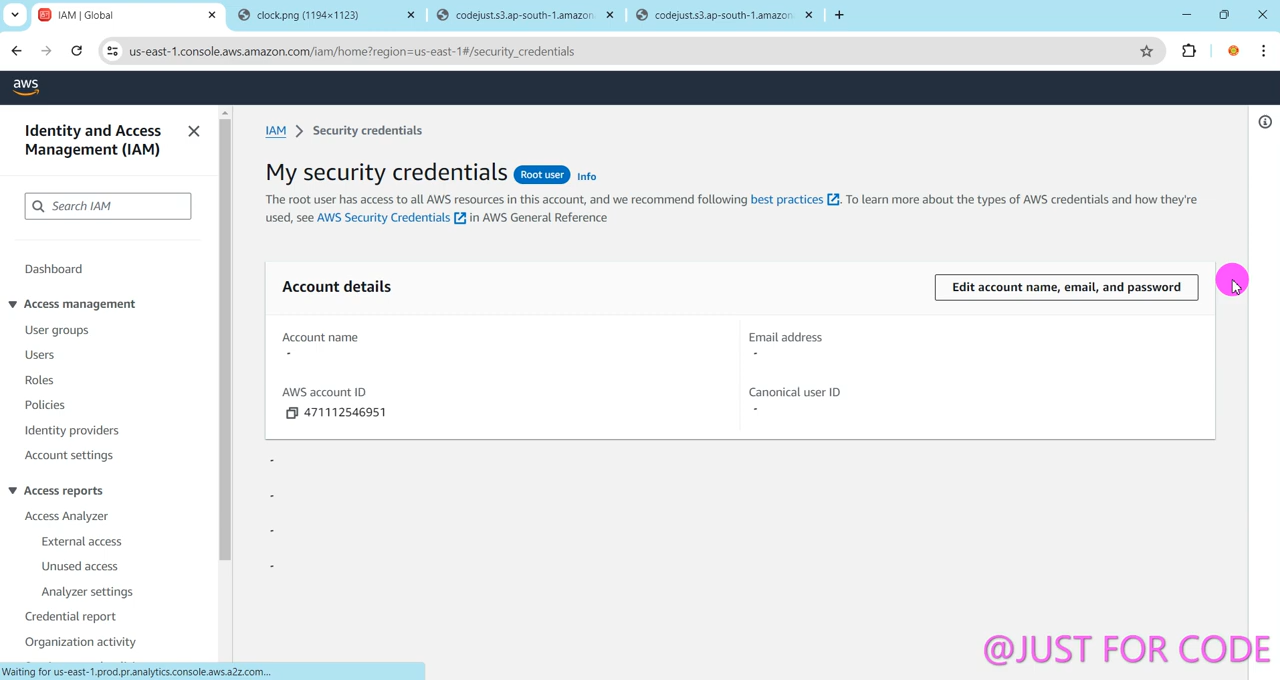 IAM | Global
clock.png (1194×1123)
codejust.s3.ap-south-1.amazon
codejust.s3.ap-south-1.amazon
us-east-1.console.aws.amazon.com/iam/home?region=us-east-1#/security_credentials
aws
Identity and Access
Management (IAM)
Search IAM
Dashboard
Access management
User groups
Users
Roles
Policies
Identity providers
Account settings
Access reports
Access Analyzer
External access
Unused access
Analyzer settings
Credential report
Organization activity
IAM > Security credentials
My security credentials Root user Info
The root user has access to all AWS resources in this account, and we recommend following best practices. To learn more about the types of AWS credentials and how they're
used, see AWS Security Credentials in AWS General Reference
Account details
Edit account name, email, and password
Account name
-
Email address
-
AWS account ID
471112546951
Canonical user ID
-
-
-
-
-
@JUST FOR CODE
Waiting for us-east-1.prod.pr.analytics.console.aws.a2z.com...